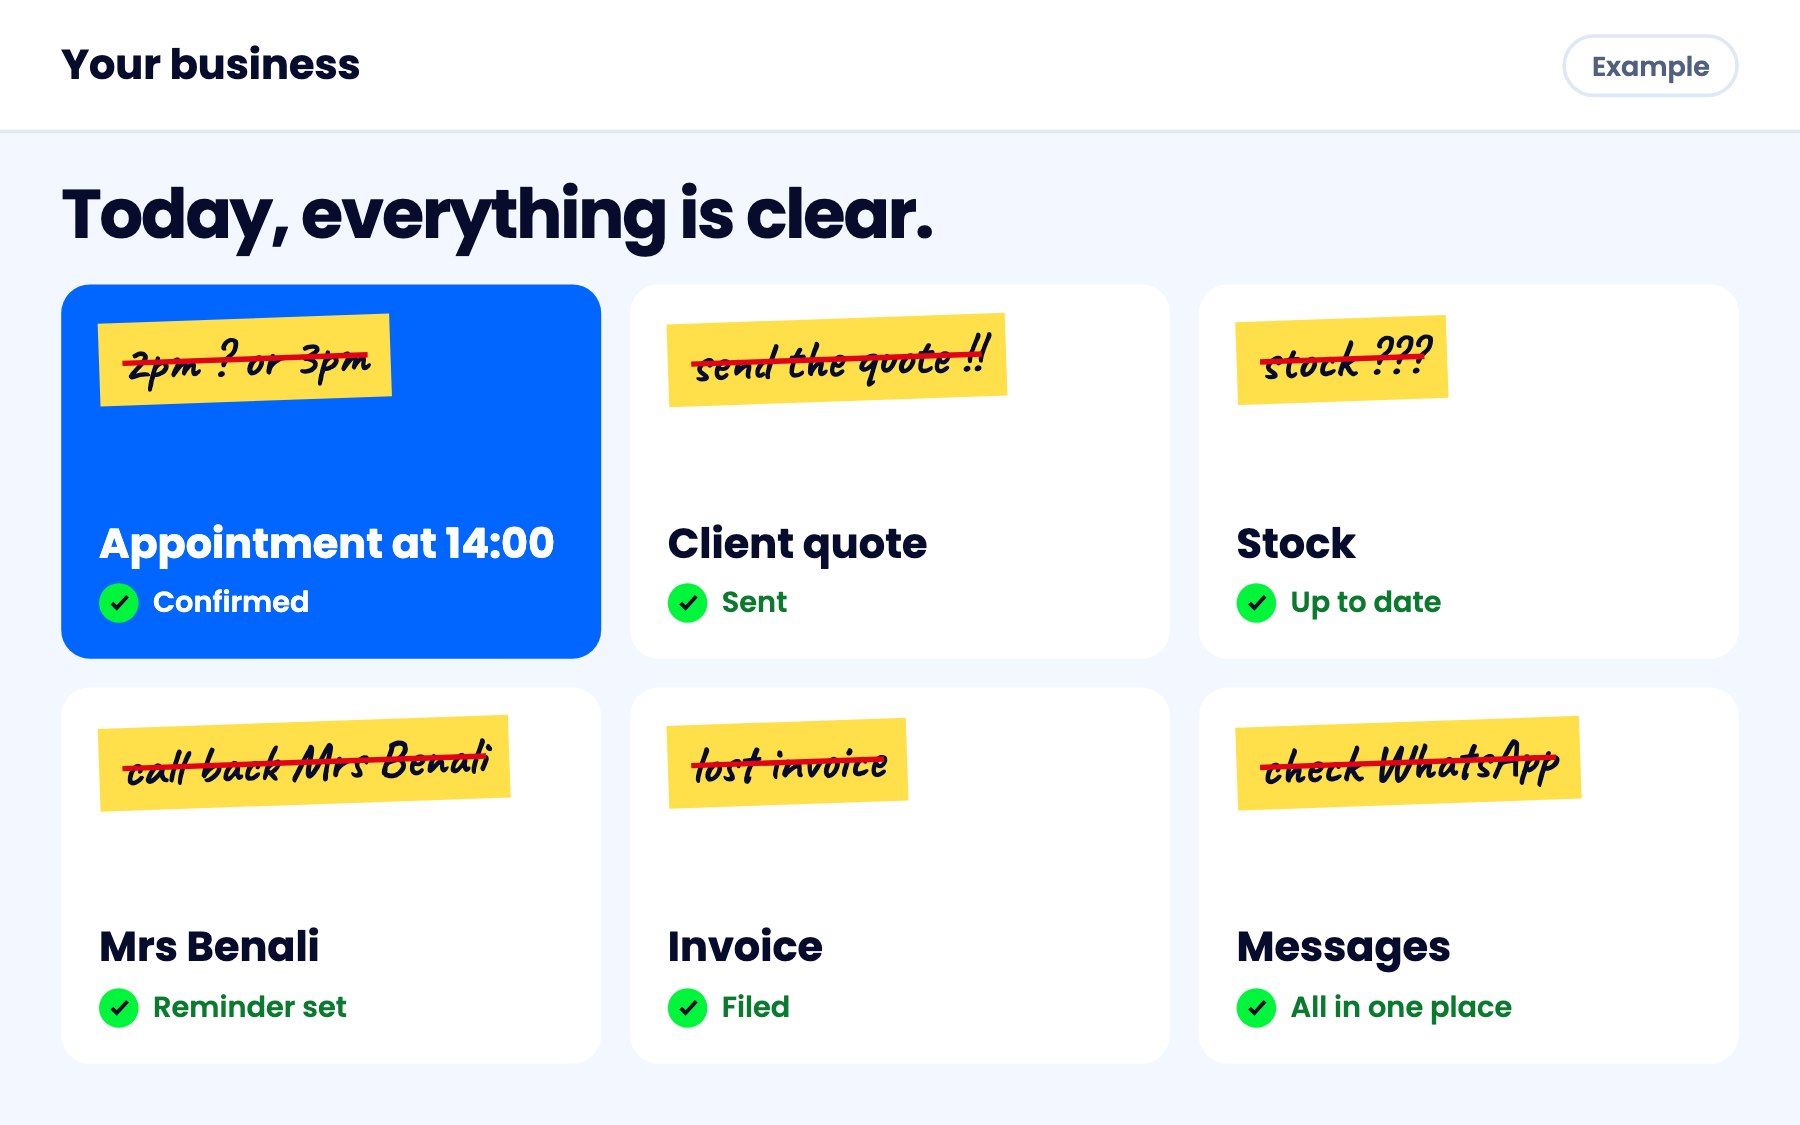 Your business
Example
Today, everything is clear.
2pm ? or 3pm
Appointment at 14:00
Confirmed
send the quote !!
Client quote
Sent
stock ???
Stock
Up to date
call back Mrs Benali
Mrs Benali
Reminder set
lost invoice
Invoice
Filed
check WhatsApp
Messages
All in one place